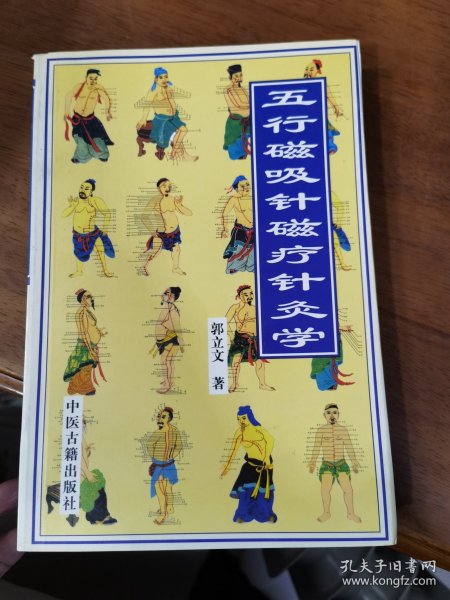 五行磁吸针磁疗针灸学
郭立文 著
中医古籍出版社
孔夫子旧书网
www.kongfz.com